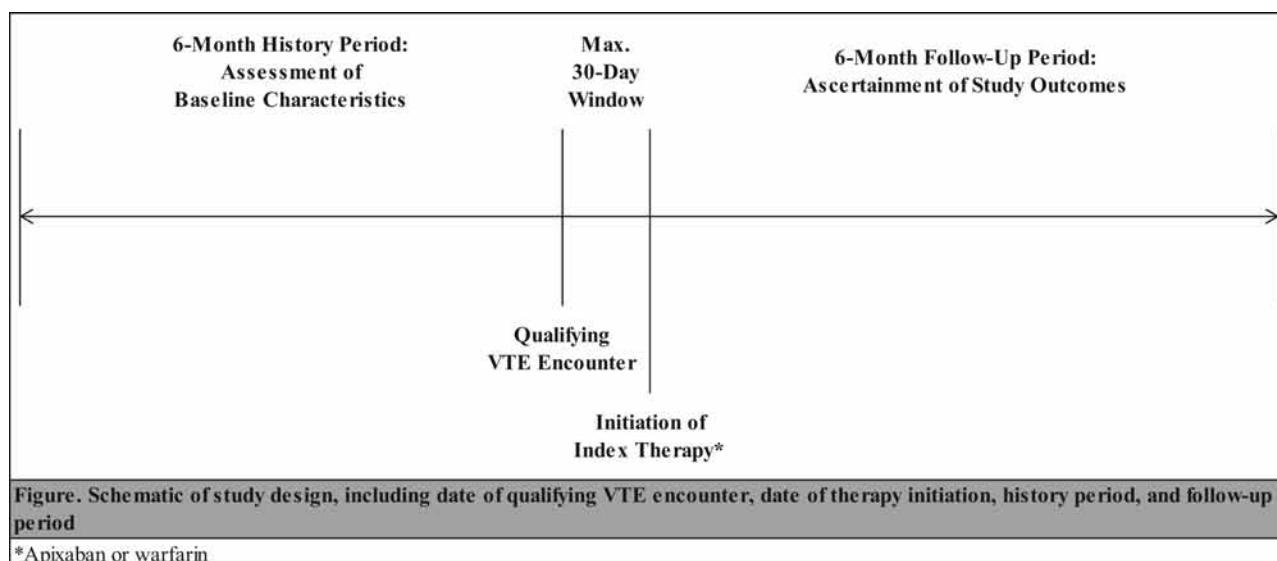 6-Month History Period:
Assessment of
Baseline Characteristics
Max.
30-Day
Window
6-Month Follow-Up Period:
Ascertainment of Study Outcomes
Qualifying
VTE Encounter
Initiation of
Index Therapy*
Figure. Schematic of study design, including date of qualifying VTE encounter, date of therapy initiation, history period, and follow-up
period
*Apixaban or warfarin